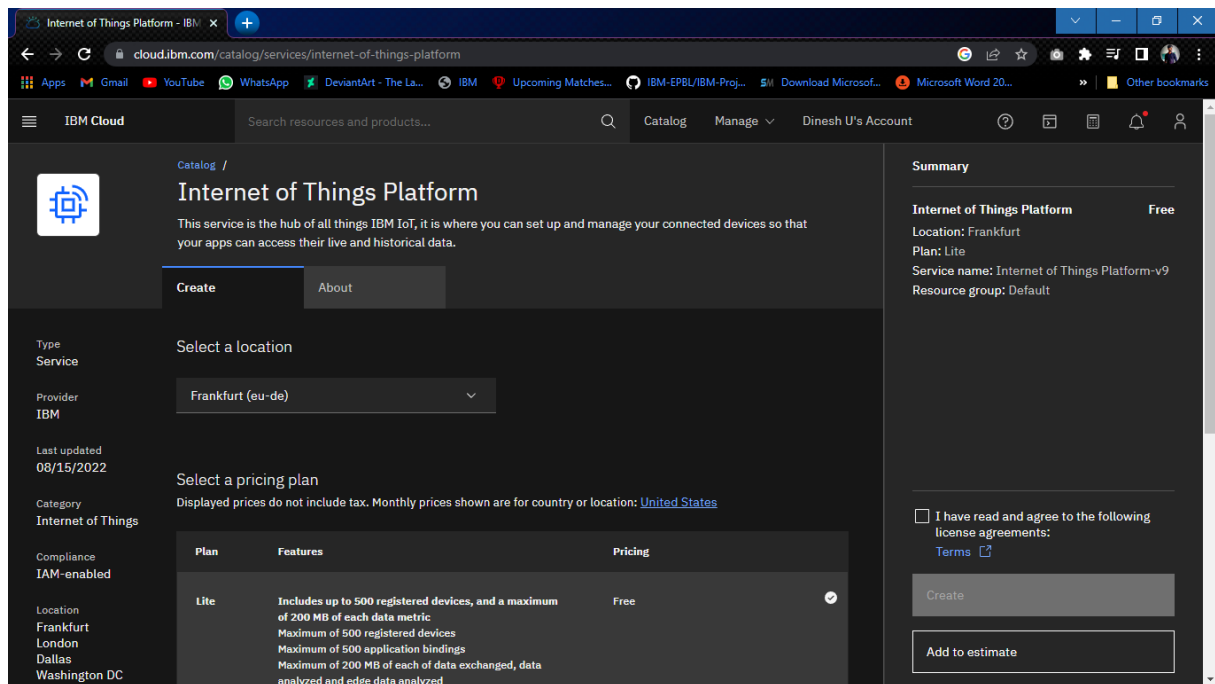 Internet of Things Platform - IBM
cloud.ibm.com/catalog/services/internet-of-things-platform
Apps Gmail YouTube WhatsApp DeviantArt - The La... IBM Upcoming Matches... IBM-EPBL/IBM-Proj... Download Microsof... Microsoft Word 20... » Other bookmarks
IBM Cloud Search resources and products... Catalog Manage Dinesh U's Account
Catalog /
Internet of Things Platform
This service is the hub of all things IBM IoT, it is where you can set up and manage your connected devices so that
your apps can access their live and historical data.
Create About
Type
Service
Provider
IBM
Last updated
08/15/2022
Category
Internet of Things
Compliance
IAM-enabled
Location
Frankfurt
London
Dallas
Washington DC
Select a location
Frankfurt (eu-de)
Select a pricing plan
Displayed prices do not include tax. Monthly prices shown are for country or location: United States
Plan Features Pricing
Lite Includes up to 500 registered devices, and a maximum Free
of 200 MB of each data metric
Maximum of 500 registered devices
Maximum of 500 application bindings
Maximum of 200 MB of each of data exchanged, data
analyzed and edge data analyzed
Summary
Internet of Things Platform Free
Location: Frankfurt
Plan: Lite
Service name: Internet of Things Platform-v9
Resource group: Default
I have read and agree to the following
license agreements:
Terms
Create
Add to estimate